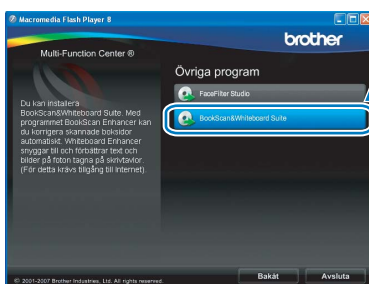 Macromedia Flash Player 8
brother
Multi-Function Center ®
Övriga program
FaceFilter Studio
BookScan&Whiteboard Suite
Du kan installera
BookScan&Whiteboard Suite. Med
programmet BookScan Enhancer kan
du korrigera skannade boksidor
automatiskt. Whiteboard Enhancer
snyggar till och förbättrar text och
bilder på foton tagna på skrivtavlor.
(För detta krävs tillgång till Internet).
© 2001-2007 Brother Industries, Ltd. All rights reserved.
Bakåt
Avsluta